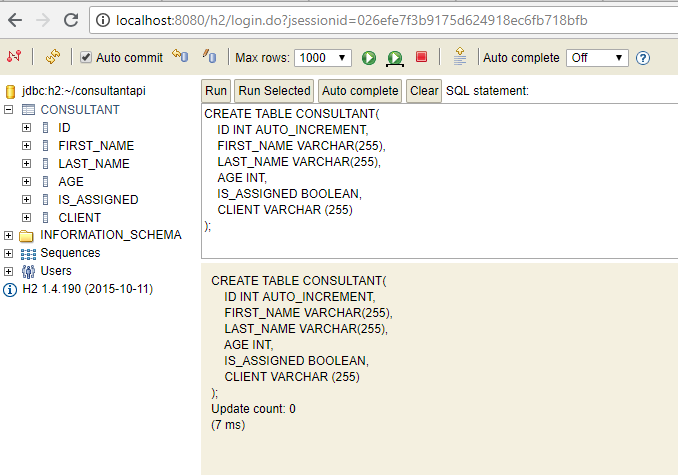 localhost:8080/h2/login.do?jsessionid=026efe7f3b9175d624918ec6fb718bfb
Auto commit Max rows: 1000 Auto complete Off
jdbc:h2:~/consultantapi
CONSULTANT
ID
FIRST_NAME
LAST_NAME
AGE
IS_ASSIGNED
CLIENT
INFORMATION_SCHEMA
Sequences
Users
H2 1.4.190 (2015-10-11)
Run Run Selected Auto complete Clear SQL statement:
CREATE TABLE CONSULTANT(
ID INT AUTO_INCREMENT,
FIRST_NAME VARCHAR(255),
LAST_NAME VARCHAR(255),
AGE INT,
IS_ASSIGNED BOOLEAN,
CLIENT VARCHAR (255)
);
CREATE TABLE CONSULTANT(
ID INT AUTO_INCREMENT,
FIRST_NAME VARCHAR(255),
LAST_NAME VARCHAR(255),
AGE INT,
IS_ASSIGNED BOOLEAN,
CLIENT VARCHAR (255)
);
Update count: 0
(7 ms)